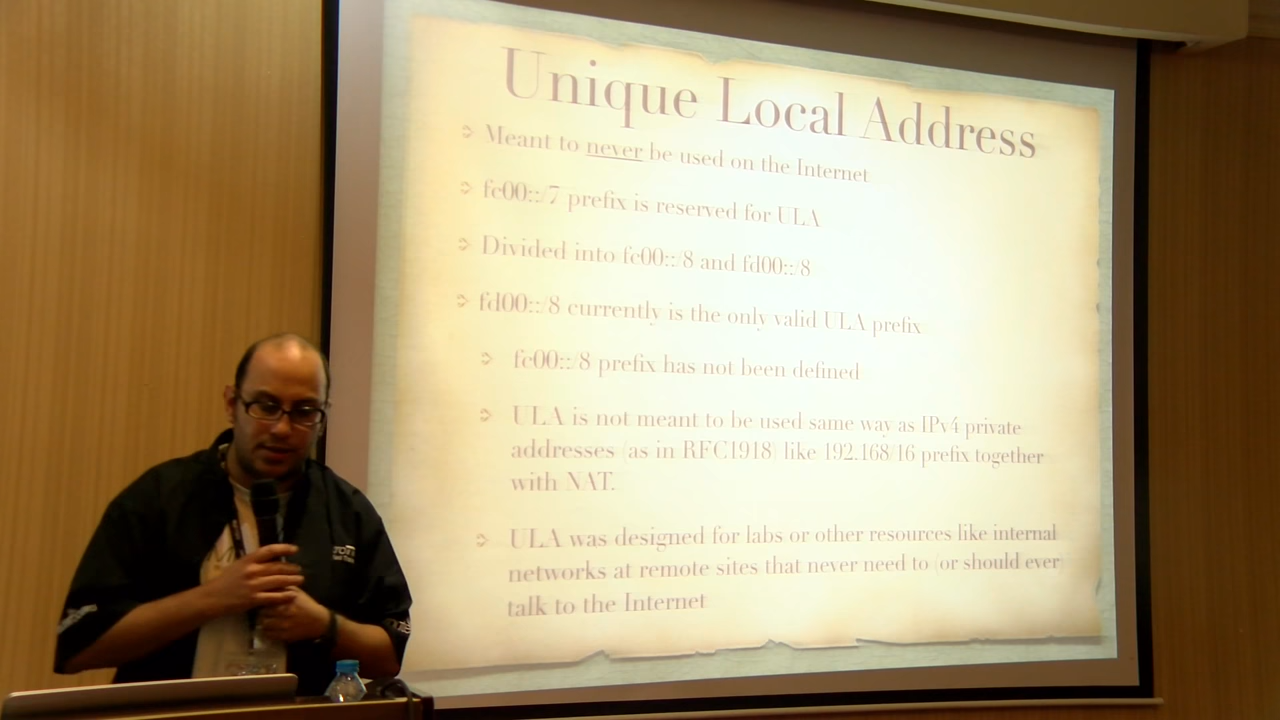 Unique Local Address
Meant to never be used on the Internet
fc00::/7 prefix is reserved for ULA
Divided into fc00::/8 and fd00::/8
fd00::/8 currently is the only valid ULA prefix
fc00::/8 prefix has not been defined
ULA is not meant to be used same way as IPv4 private
addresses (as in RFC1918) like 192.168/16 prefix together
with NAT.
ULA was designed for labs or other resources like internal
networks at remote sites that never need to (or should ever)
talk to the Internet